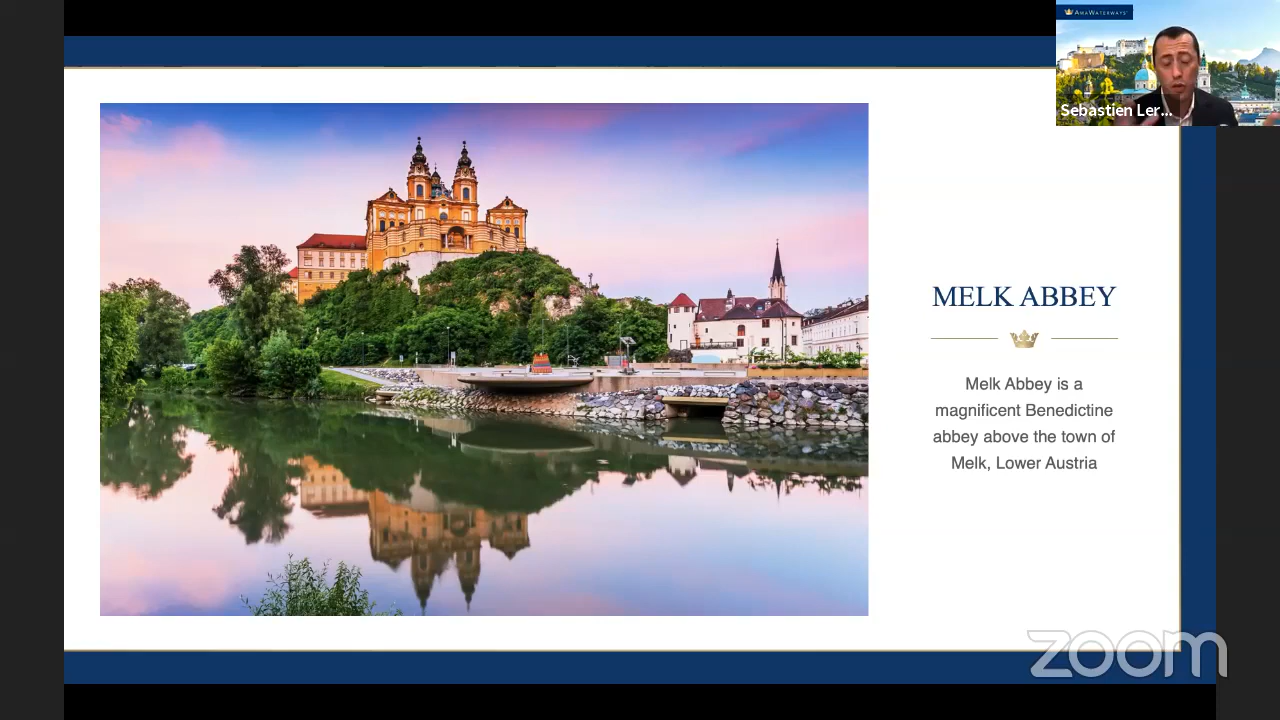 AMAWATERWAYS
Sebastien Ler...
MELK ABBEY
Melk Abbey is a
magnificent Benedictine
abbey above the town of
Melk, Lower Austria
zoom